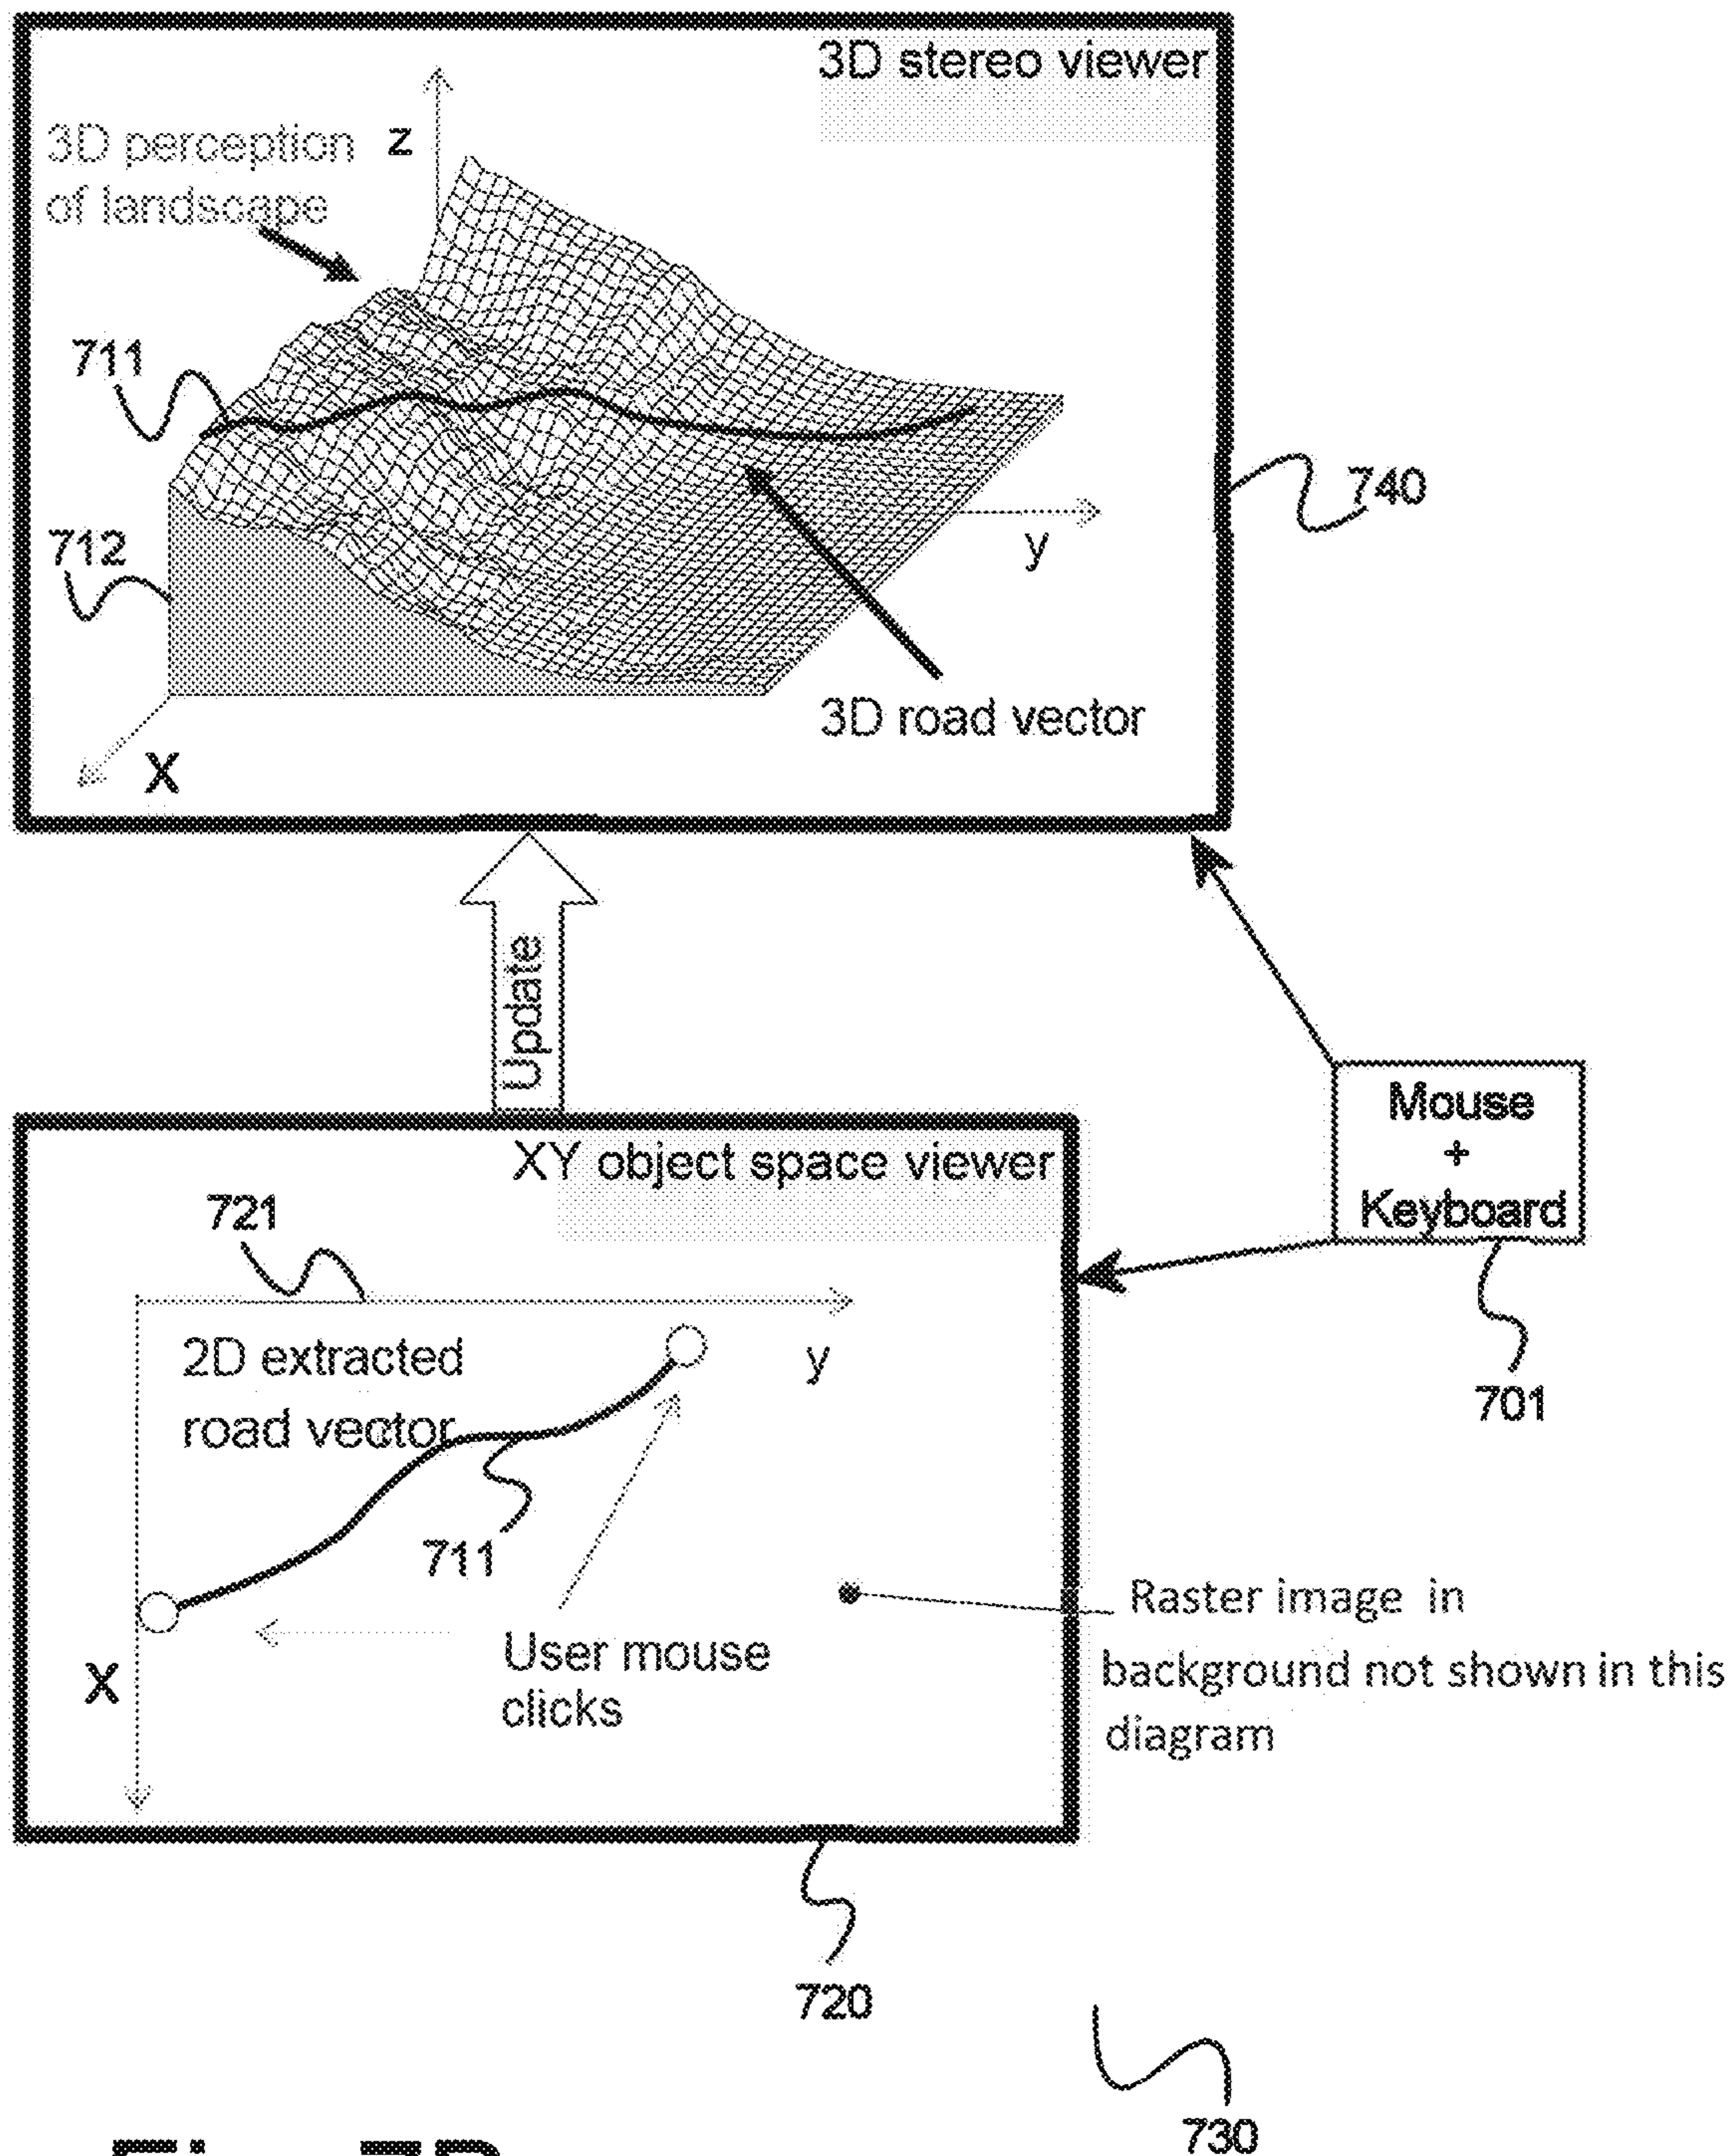 3D stereo viewer
3D perception
of landscape
z
711
712
740
y
3D road vector
X
Update
Mouse
+
Keyboard
701
XY object space viewer
721
2D extracted
road vector
y
711
X
User mouse
clicks
Raster image in
background not shown in this
diagram
720
730